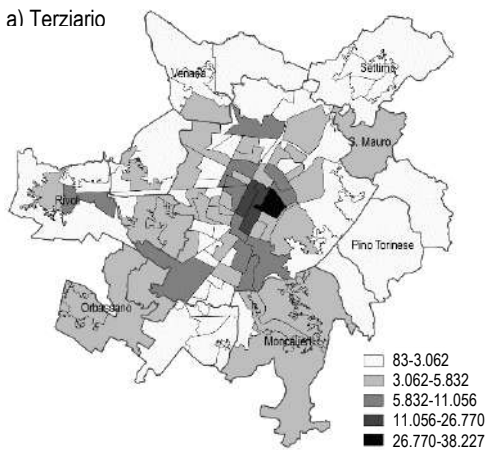 a) Terziario
Venaria
Settimo
S. Mauro
Rivoli
Pino Torinese
Orbassano
Moncalieri
83-3.062
3.062-5.832
5.832-11.056
11.056-26.770
26.770-38.227